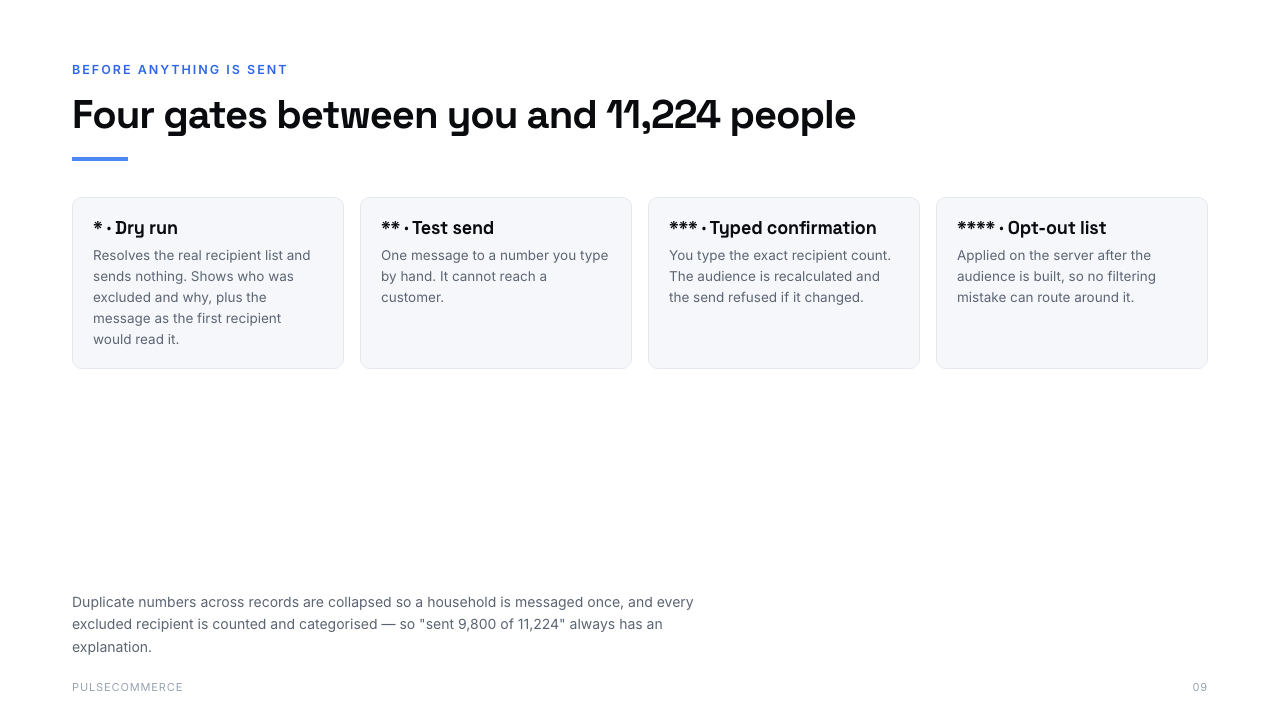 BEFORE ANYTHING IS SENT
Four gates between you and 11,224 people
* · Dry run
Resolves the real recipient list and
sends nothing. Shows who was
excluded and why, plus the
message as the first recipient
would read it.
** · Test send
One message to a number you type
by hand. It cannot reach a
customer.
*** · Typed confirmation
You type the exact recipient count.
The audience is recalculated and
the send refused if it changed.
**** · Opt-out list
Applied on the server after the
audience is built, so no filtering
mistake can route around it.
Duplicate numbers across records are collapsed so a household is messaged once, and every
excluded recipient is counted and categorised — so "sent 9,800 of 11,224" always has an
explanation.
PULSECOMMERCE
09